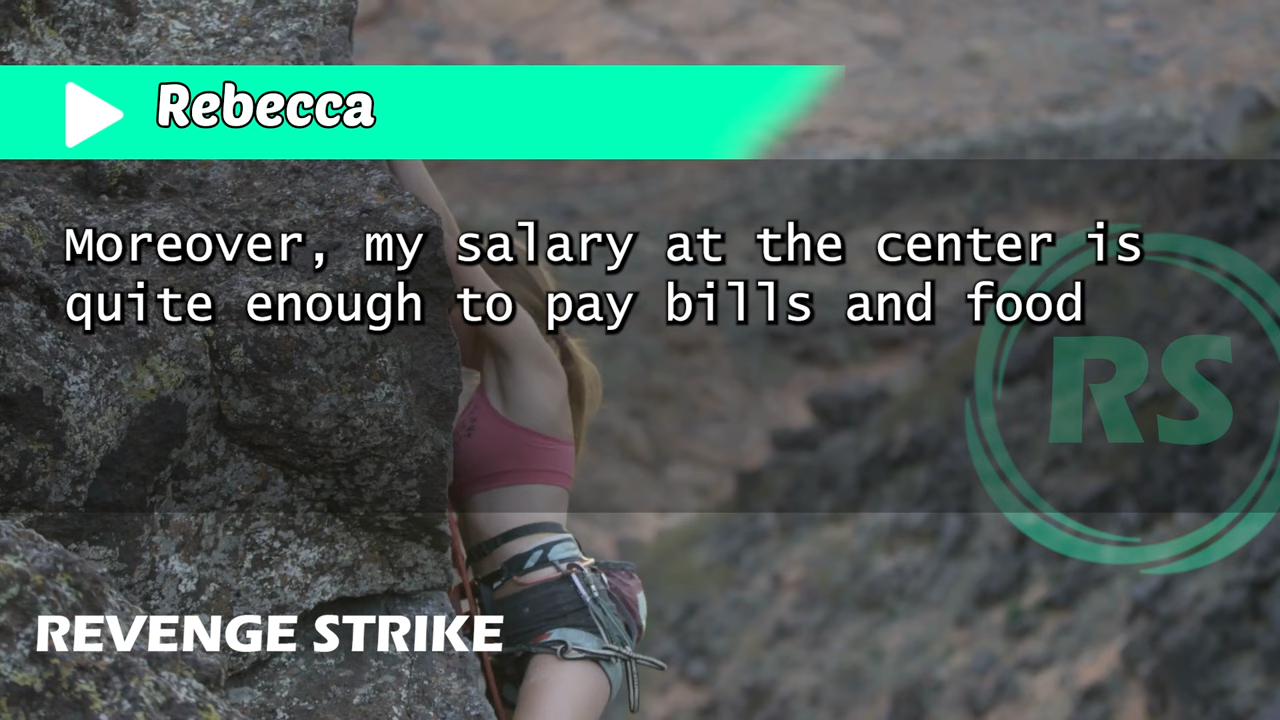 Rebecca
Moreover, my salary at the center is
quite enough to pay bills and food
RS
REVENGE STRIKE